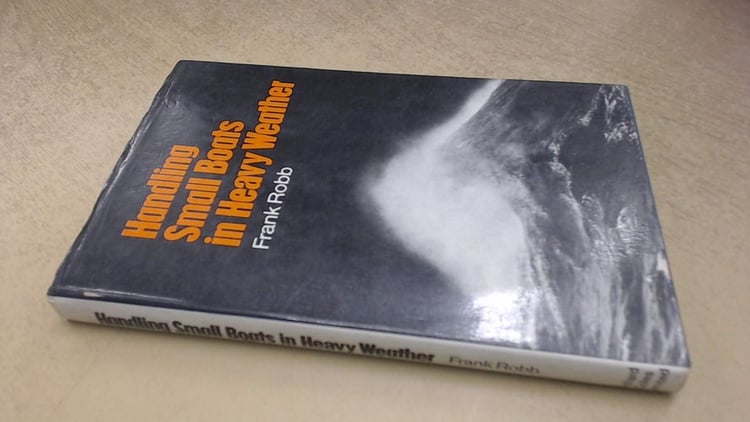 Handling
Small Boats
in Heavy Weather
Frank Robb
Handling Small Boats in Heavy Weather Frank Robb